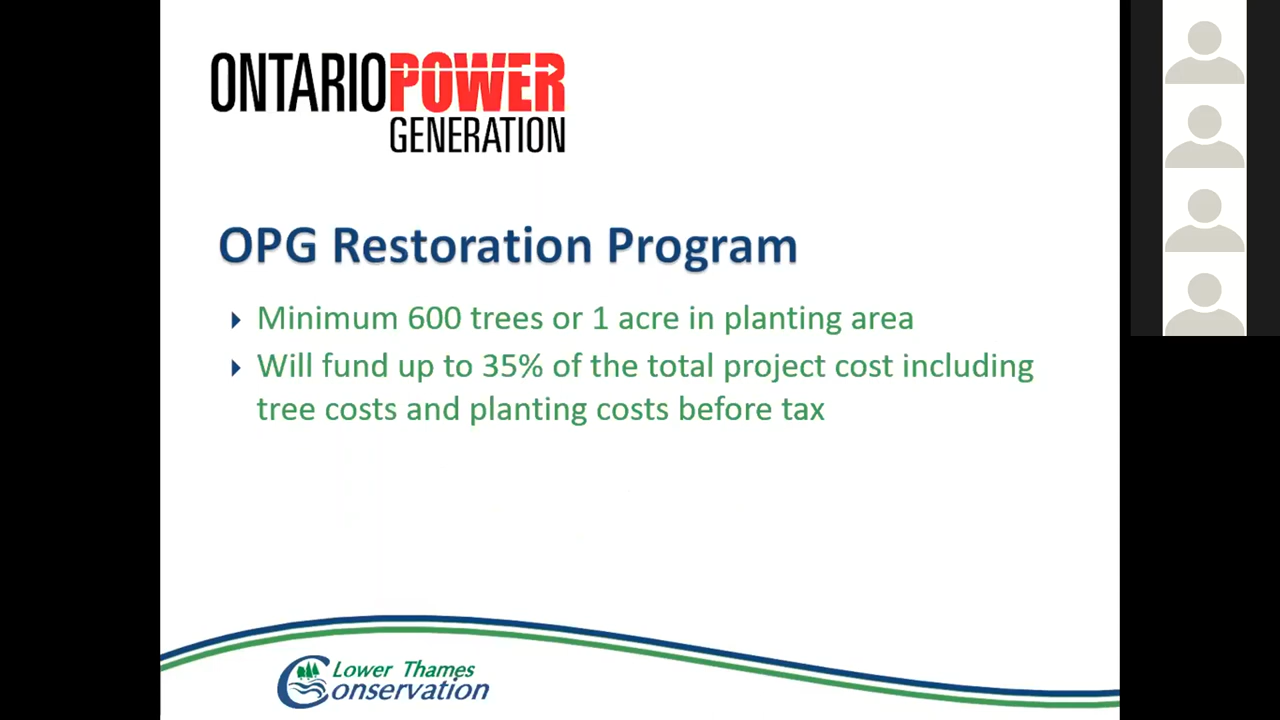 ONTARIOPOWER
GENERATION
OPG Restoration Program
Minimum 600 trees or 1 acre in planting area
Will fund up to 35% of the total project cost including
tree costs and planting costs before tax
Lower Thames
Conservation